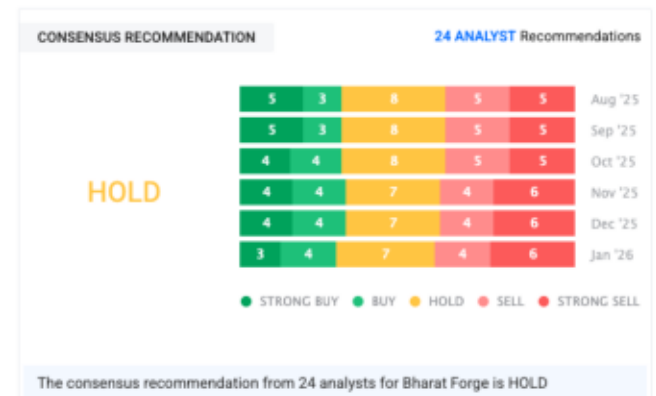 CONSENSUS RECOMMENDATION 24 ANALYST Recommendations
5 3 8 5 5 Aug '25
5 3 8 5 5 Sep '25
4 4 8 5 5 Oct '25
HOLD 4 4 7 4 6 Nov '25
4 4 7 4 6 Dec '25
3 4 7 4 6 Jan '26
STRONG BUY BUY HOLD SELL STRONG SELL
The consensus recommendation from 24 analysts for Bharat Forge is HOLD